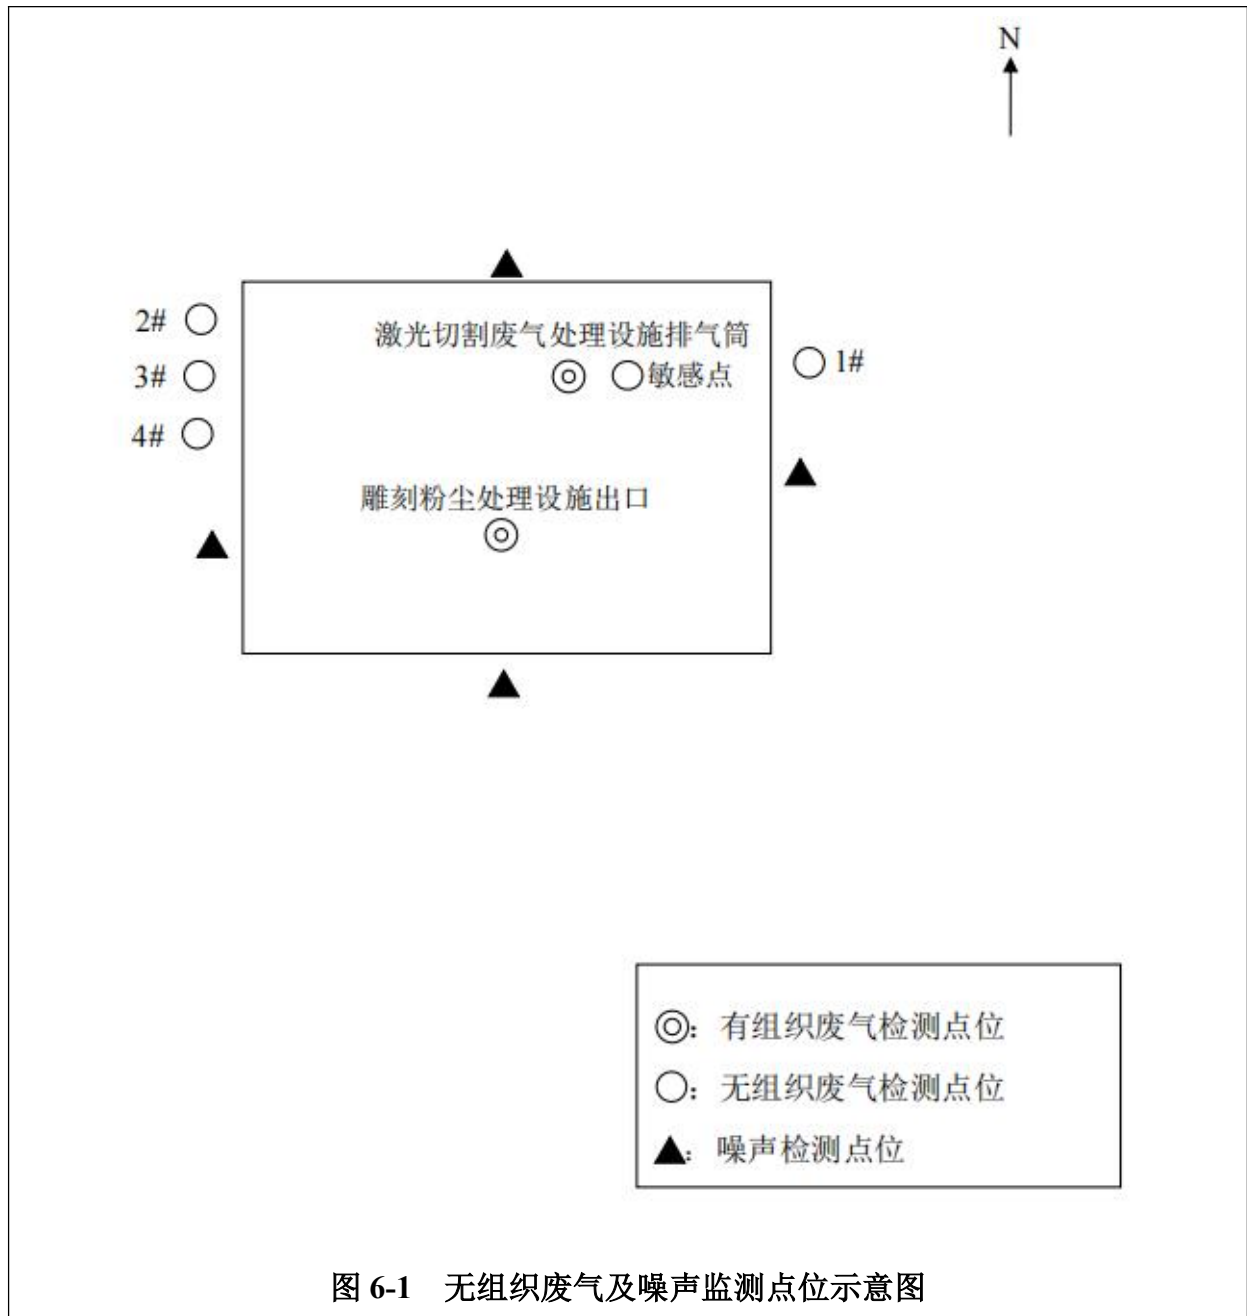 N
2#
激光切割废气处理设施排气筒
3#
敏感点
1#
4#
雕刻粉尘处理设施出口
：有组织废气检测点位
：无组织废气检测点位
：噪声检测点位
图 6-1 无组织废气及噪声监测点位示意图